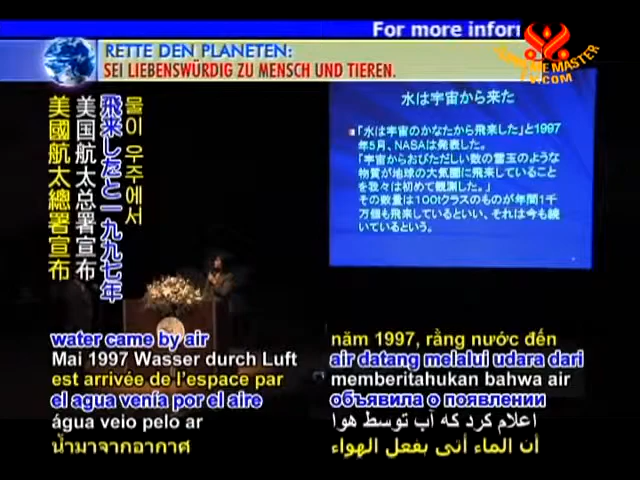 For more infor
RETTE DEN PLANETEN:
SEI LIEBENSWÜRDIG ZU MENSCH UND TIEREN.
SUPREME MASTER
TV.COM
물이 우주에서
飛来したと一九九七年
美国航太总署宣布
美國航太總署宣布
水は宇宙から来た
「水は宇宙のかなたから飛来した」と1997
年5月、NASAは発表した。
「宇宙からおびただしい数の雪玉のような
物質が地球の大気圏に飛来していること
を我々は初めて観測した。」
その数量は100tクラスのものが年間1千
万個も飛来しているといい、それは今も続
いているという。
water came by air
Mai 1997 Wasser durch Luft
est arrivée de l'espace par
el agua venía por el aire
água veio pelo ar
น้ำมาจากอากาศ
năm 1997, rằng nước đến
air datang melalui udara dari
memberitahukan bahwa air
объявила о появлении
اعلام کرد که آب توسط هوا
أن الماء أتى بفعل الهواء